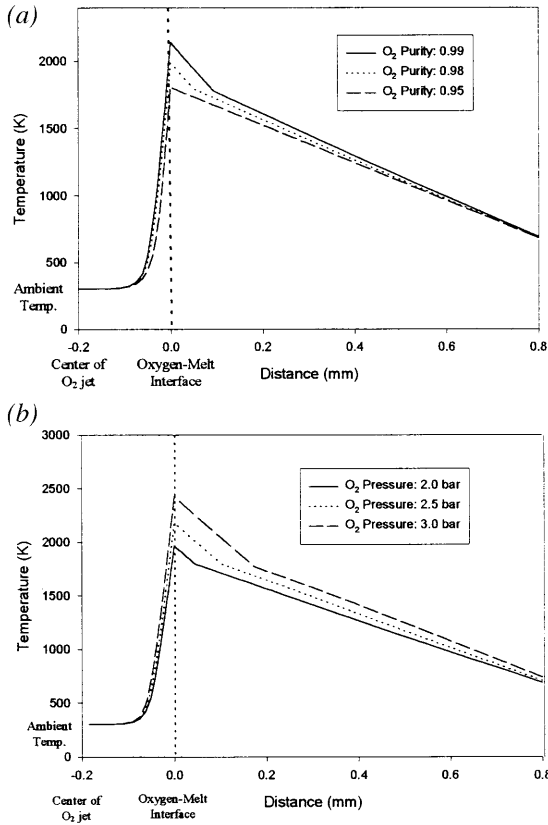 (a)
O2 Purity: 0.99
O2 Purity: 0.98
O2 Purity: 0.95
Temperature (K)
2000
1500
1000
500
0
Ambient
Temp.
-0.2
0.0
0.2
0.4
0.6
0.8
Center of
O2 jet
Oxygen-Melt
Interface
Distance (mm)
(b)
O2 Pressure: 2.0 bar
O2 Pressure: 2.5 bar
O2 Pressure: 3.0 bar
Temperature (K)
3000
2500
2000
1500
1000
500
0
Ambient
Temp.
-0.2
0.0
0.2
0.4
0.6
0.8
Center of
O2 jet
Oxygen-Melt
Interface
Distance (mm)